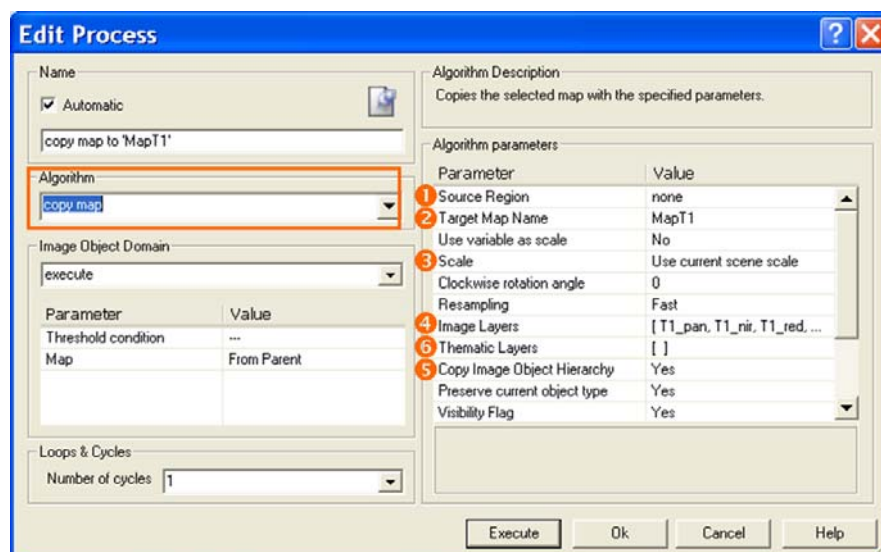 Edit Process
Name
Automatic
copy map to 'MapT1'
Algorithm
copy map
Image Object Domain
execute
Parameter Value
Threshold condition ---
Map From Parent
Loops & Cycles
Number of cycles 1
Algorithm Description
Copies the selected map with the specified parameters.
Algorithm parameters
Parameter Value
1 Source Region none
2 Target Map Name MapT1
Use variable as scale No
3 Scale Use current scene scale
Clockwise rotation angle 0
Resampling Fast
4 Image Layers [ T1_pan, T1_nir, T1_red, ...
6 Thematic Layers [ ]
5 Copy Image Object Hierarchy Yes
Preserve current object type Yes
Visibility Flag Yes
Execute Ok Cancel Help